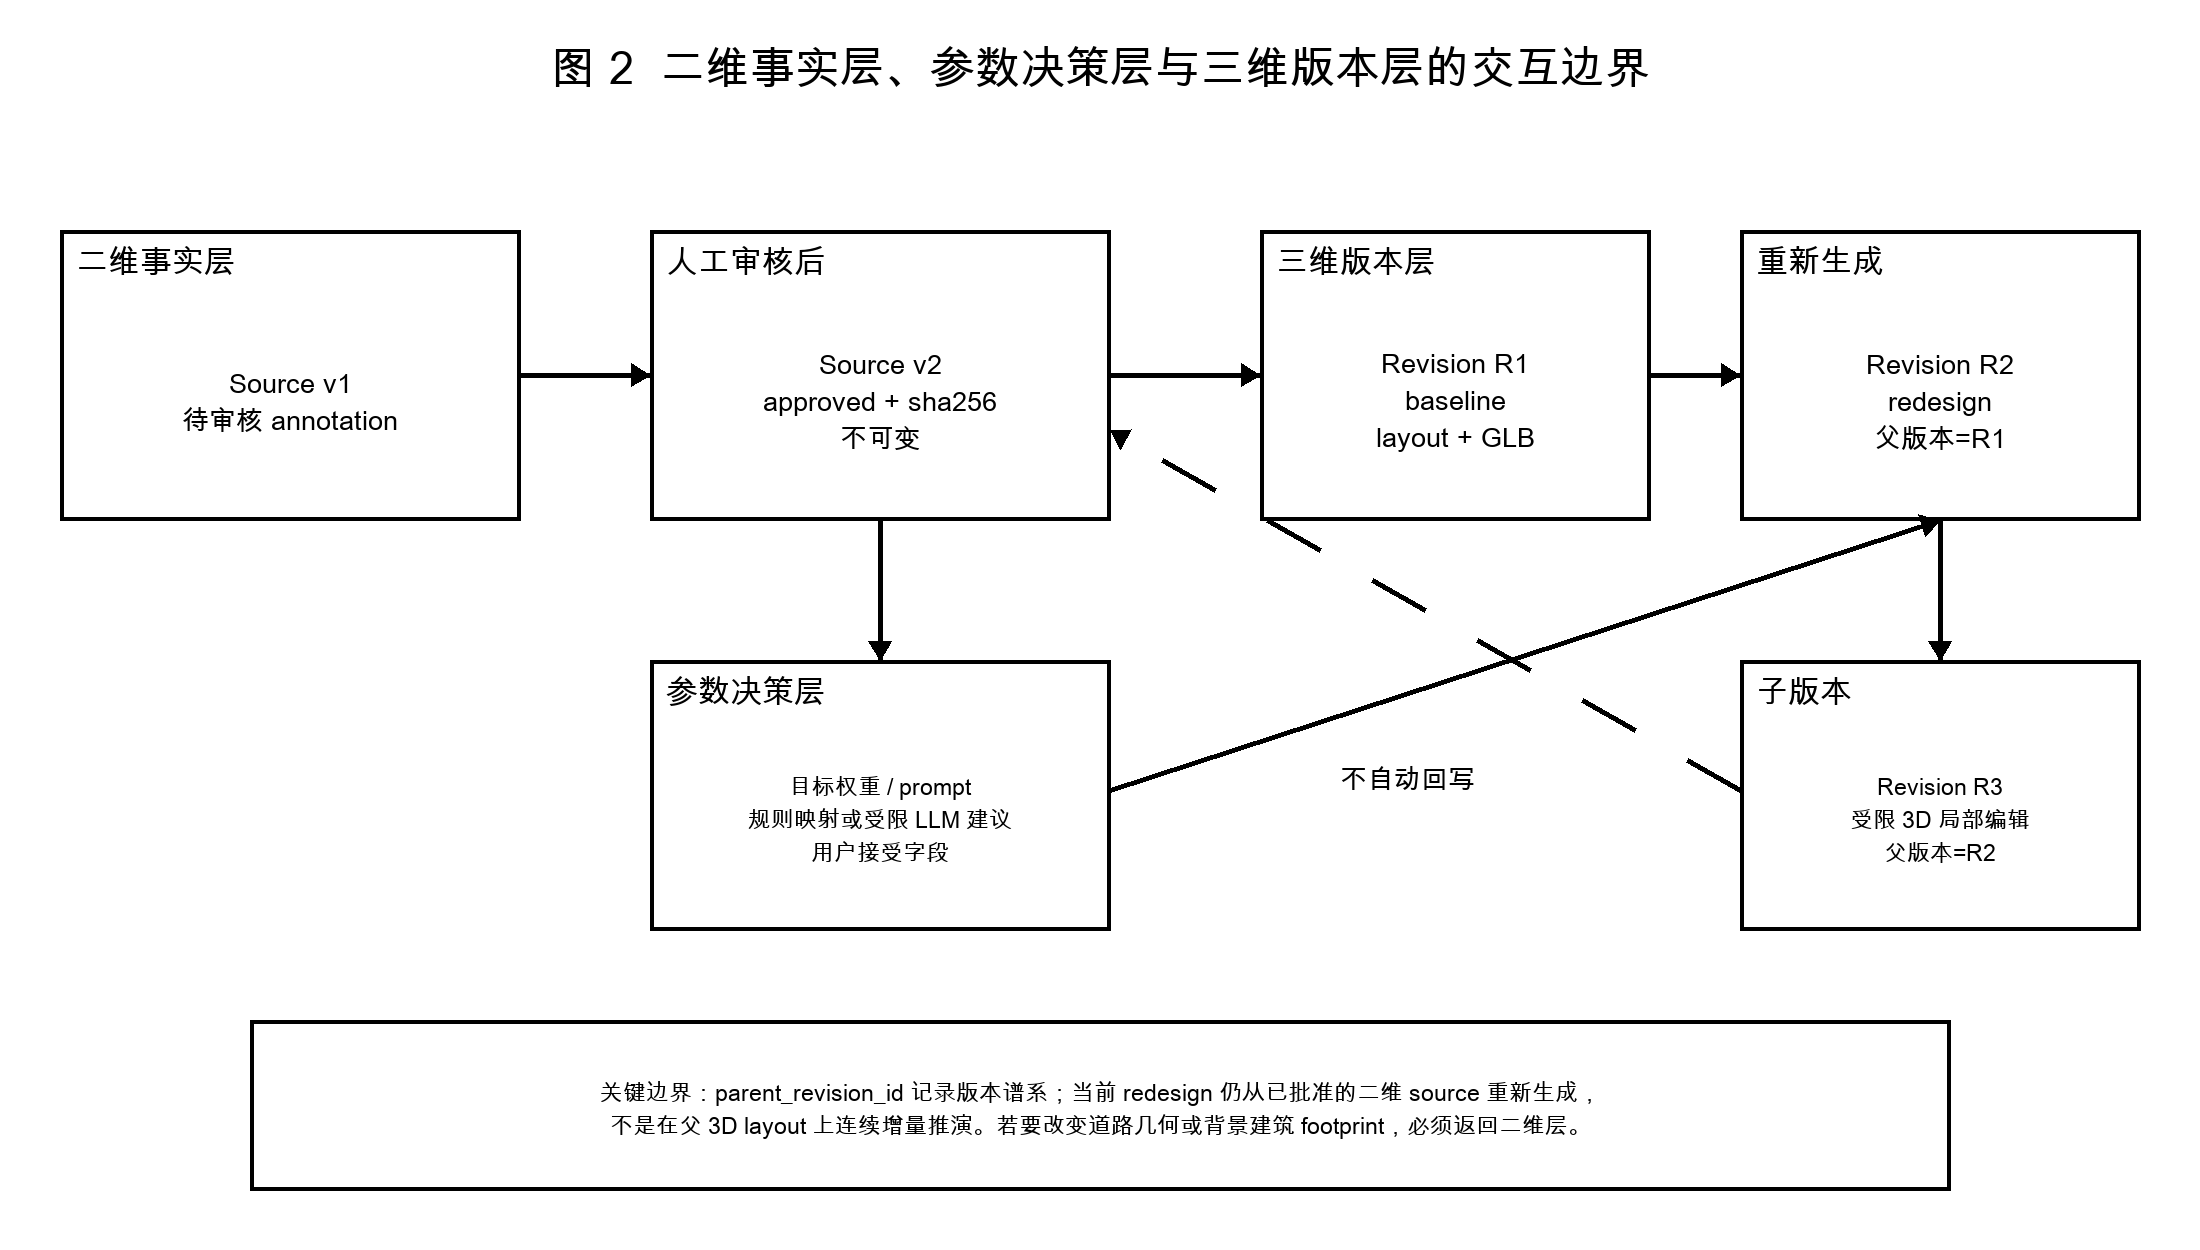 图 2 二维事实层、参数决策层与三维版本层的交互边界
二维事实层
Source v1
待审核 annotation
人工审核后
Source v2
approved + sha256
不可变
三维版本层
Revision R1
baseline
layout + GLB
重新生成
Revision R2
redesign
父版本=R1
参数决策层
目标权重 / prompt
规则映射或受限 LLM 建议
用户接受字段
不自动回写
子版本
Revision R3
受限 3D 局部编辑
父版本=R2
关键边界：parent_revision_id 记录版本谱系；当前 redesign 仍从已批准的二维 source 重新生成，
不是在父 3D layout 上连续增量推演。若要改变道路几何或背景建筑 footprint，必须返回二维层。